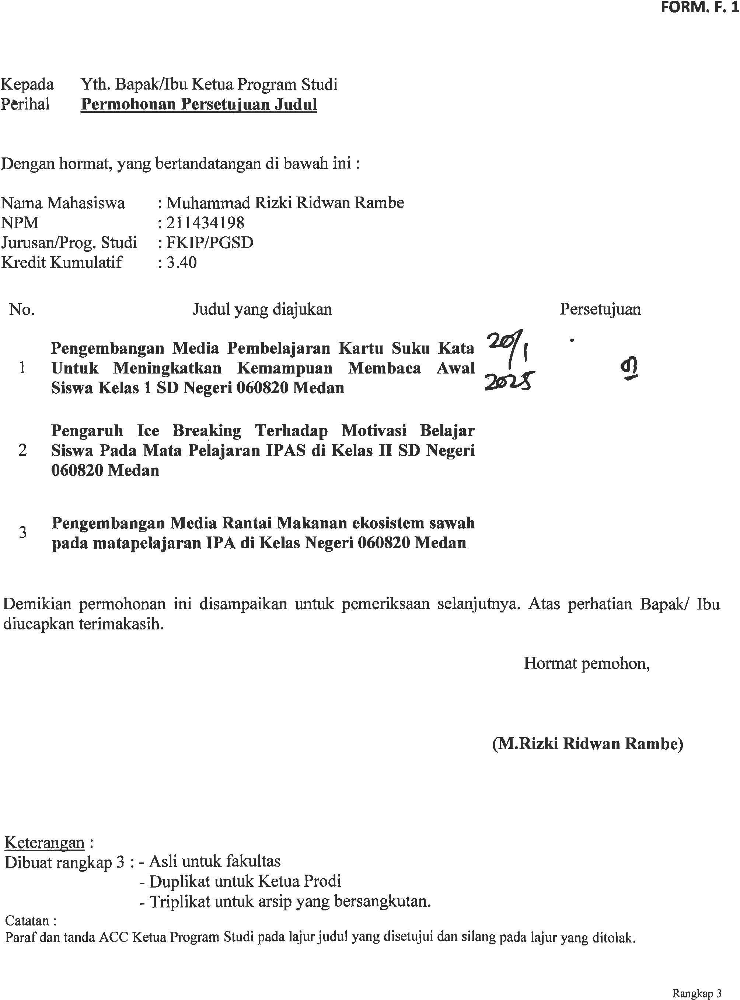 FORM. F. 1
Kepada Yth. Bapak/Ibu Ketua Program Studi
Perihal Permohonan Persetujuan Judul
Dengan hormat, yang bertandatangan di bawah ini :
Nama Mahasiswa : Muhammad Rizki Ridwan Rambe
NPM : 211434198
Jurusan/Prog. Studi : FKIP/PGSD
Kredit Kumulatif : 3.40
No. Judul yang diajukan Persetujuan
Pengembangan Media Pembelajaran Kartu Suku Kata 20/1
1 Untuk Meningkatkan Kemampuan Membaca Awal
Siswa Kelas 1 SD Negeri 060820 Medan 2025
Pengaruh Ice Breaking Terhadap Motivasi Belajar
2 Siswa Pada Mata Pelajaran IPAS di Kelas II SD Negeri
060820 Medan
3 Pengembangan Media Rantai Makanan ekosistem sawah
pada matapelajaran IPA di Kelas Negeri 060820 Medan
Demikian permohonan ini disampaikan untuk pemeriksaan selanjutnya. Atas perhatian Bapak/ Ibu
diucapkan terimakasih.
Hormat pemohon,
(M.Rizki Ridwan Rambe)
Keterangan :
Dibuat rangkap 3 : - Asli untuk fakultas
- Duplikat untuk Ketua Prodi
- Triplikat untuk arsip yang bersangkutan.
Catatan :
Paraf dan tanda ACC Ketua Program Studi pada lajur judul yang disetujui dan silang pada lajur yang ditolak.
Rangkap 3